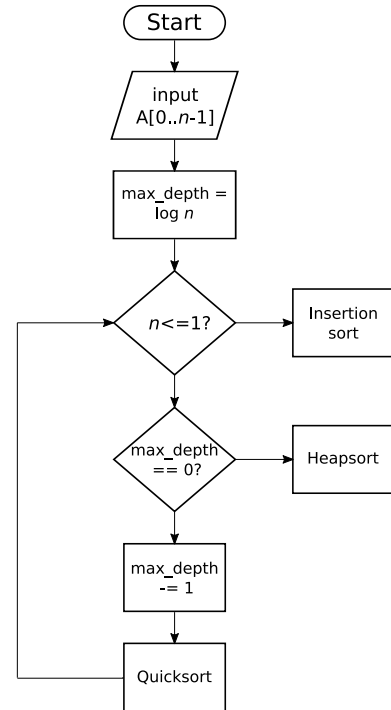 Start
input
A[0..n-1]
max_depth =
log n
n<=1?
Insertion
sort
max_depth
== 0?
Heapsort
max_depth
-= 1
Quicksort